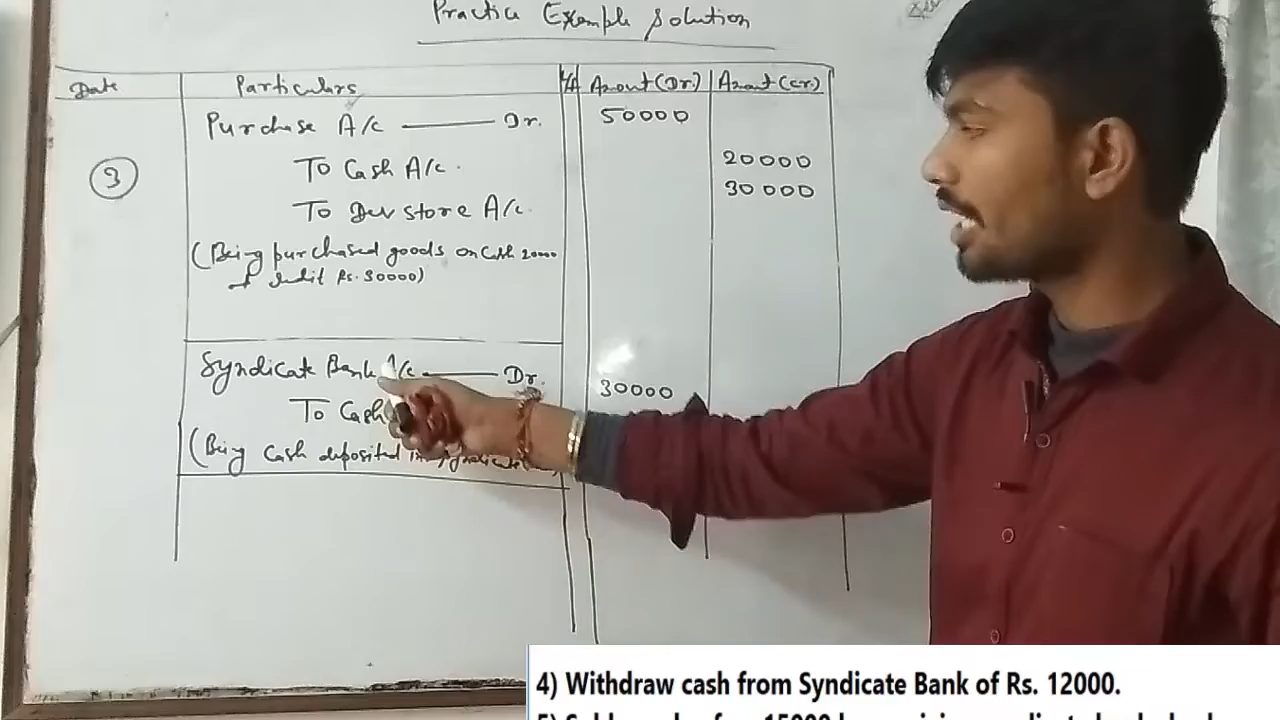 Practice Example Solution
Date Particulars Amount (Dr.) Amount (Cr.)
Purchase A/c Dr. 50000
3
To Cash A/c. 20000
To Dev store A/c. 30000
(Being purchased goods on Cash 20000
Rs. 30000)
Syndicate Bank A/c Dr. 30000
To Cash
(Being Cash deposited in
4) Withdraw cash from Syndicate Bank of Rs. 12000.